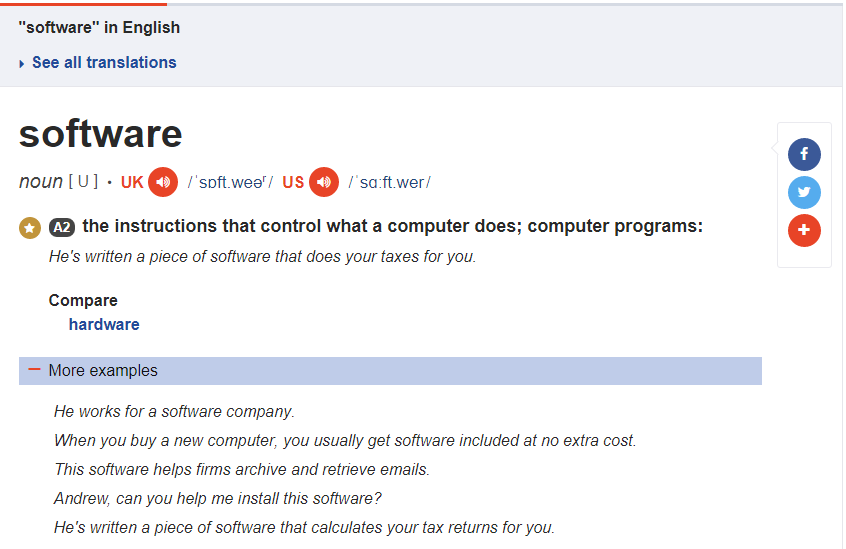 "software" in English
See all translations
software
noun [ U ] • UK /ˈsɒft.weəʳ/ US /ˈsɑːft.wer/
A2 the instructions that control what a computer does; computer programs:
He's written a piece of software that does your taxes for you.
Compare
hardware
More examples
He works for a software company.
When you buy a new computer, you usually get software included at no extra cost.
This software helps firms archive and retrieve emails.
Andrew, can you help me install this software?
He's written a piece of software that calculates your tax returns for you.